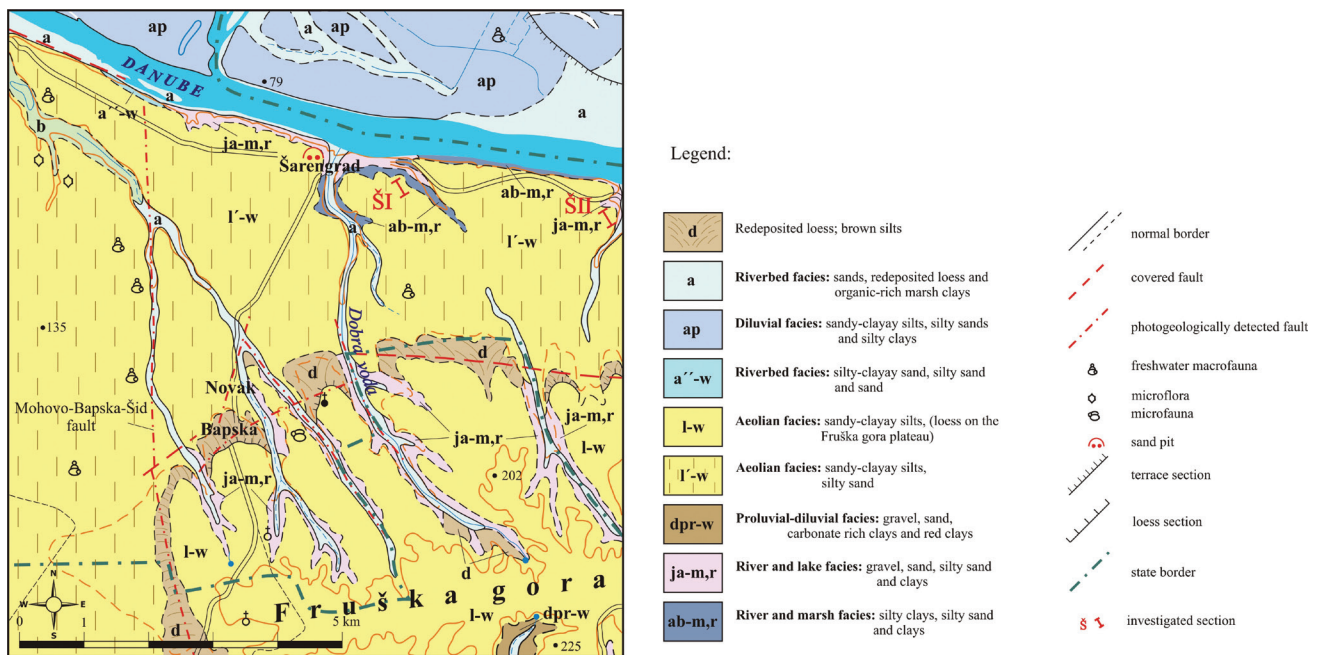 ap
a
ap
a
79
ap
DANUBE
a
a
a´´-w
b
ja-m,r
Šarengrad
ab-m,r
ŠI
ŠII
ja-m,r
l´-w
a
ab-m,r
l´-w
a
135
Dobra voda
d
d
Novak
Mohovo-Bapska-Šid
fault
Bapska
ja-m,r
ja-m,r
l-w
ja-m,r
202
l-w
d
Fruška gora
l-w
dpr-w
d
225
N
W
E
S
0
1
5 km
Legend:
d
Redeposited loess; brown silts
a
Riverbed facies: sands, redeposited loess and
organic-rich marsh clays
ap
Diluvial facies: sandy-clayay silts, silty sands
and silty clays
a´´-w
Riverbed facies: silty-clayay sand, silty sand
and sand
l-w
Aeolian facies: sandy-clayay silts, (loess on the
Fruška gora plateau)
l´-w
Aeolian facies: sandy-clayay silts,
silty sand
dpr-w
Proluvial-diluvial facies: gravel, sand,
carbonate rich clays and red clays
ja-m,r
River and lake facies: gravel, sand, silty sand
and clays
ab-m,r
River and marsh facies: silty clays, silty sand
and clays
normal border
covered fault
photogeologically detected fault
freshwater macrofauna
microflora
microfauna
sand pit
terrace section
loess section
state border
Š I
investigated section